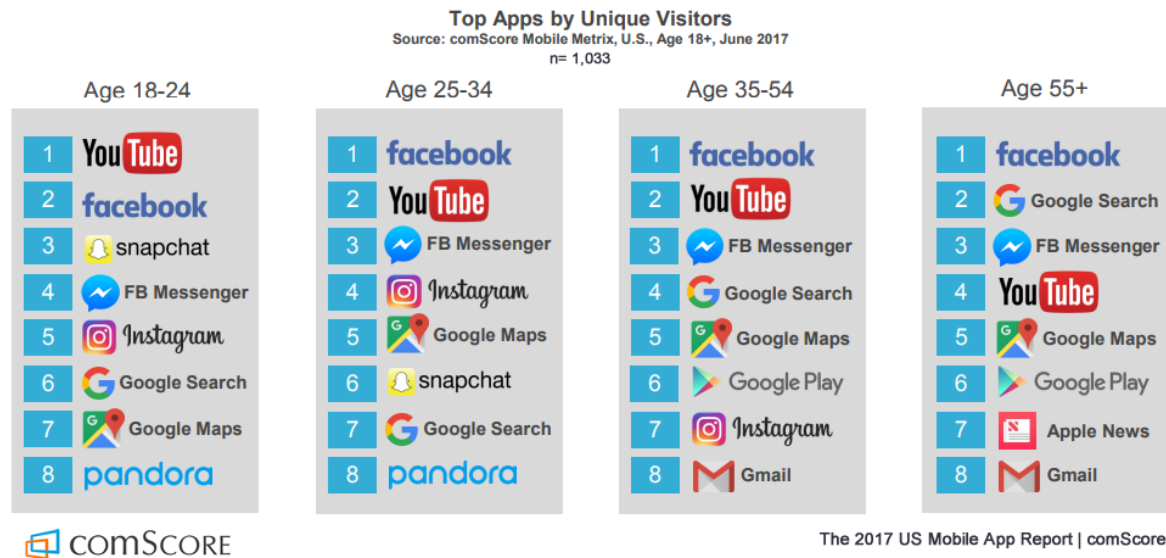 Top Apps by Unique Visitors
Source: comScore Mobile Metrix, U.S., Age 18+, June 2017
n= 1,033
Age 18-24
1 YouTube
2 facebook
3 snapchat
4 FB Messenger
5 Instagram
6 Google Search
7 G Google Maps
8 pandora
Age 25-34
1 facebook
2 YouTube
3 FB Messenger
4 Instagram
5 G Google Maps
6 snapchat
7 Google Search
8 pandora
Age 35-54
1 facebook
2 YouTube
3 FB Messenger
4 Google Search
5 G Google Maps
6 Google Play
7 Instagram
8 Gmail
Age 55+
1 facebook
2 Google Search
3 FB Messenger
4 YouTube
5 G Google Maps
6 Google Play
7 Apple News
8 Gmail
comScore
The 2017 US Mobile App Report | comScore